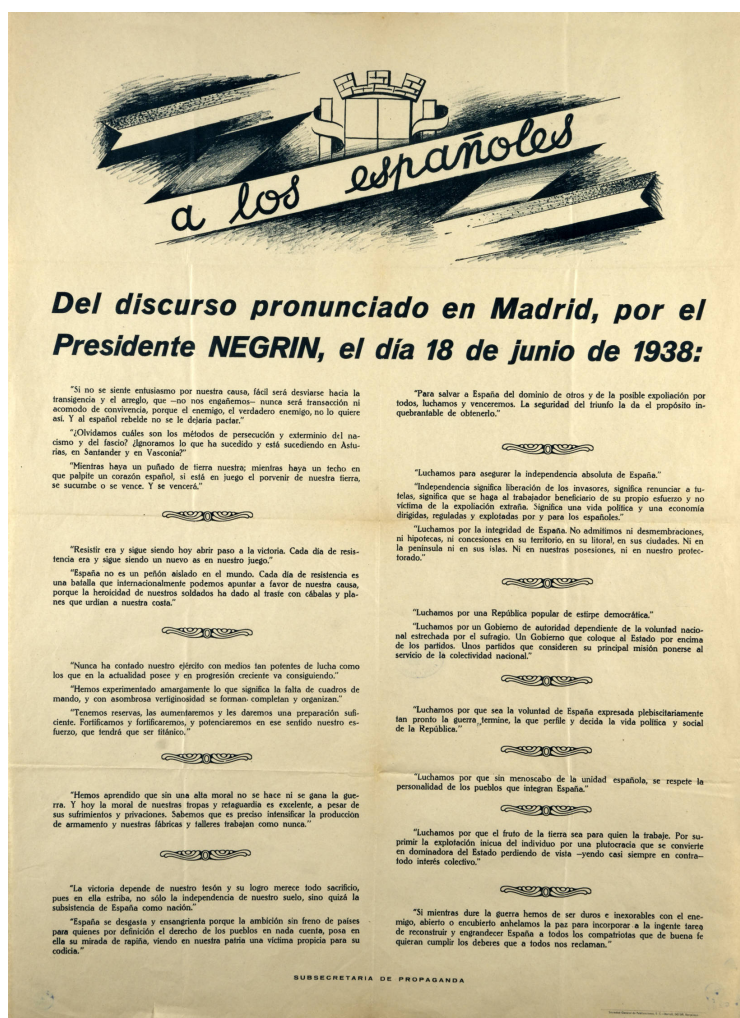 a los españoles
Del discurso pronunciado en Madrid, por el
Presidente NEGRIN, el día 18 de junio de 1938:
"Si no se siente entusiasmo por nuestra causa, fácil será desviarse hacia la
transigencia y el arreglo, que —no nos engañemos— nunca será transacción ni
acomodo de convivencia, porque el enemigo, el verdadero enemigo, no lo quiere
así. Y al español rebelde no se le dejaría pactar."
"¿Olvidamos cuáles son los métodos de persecución y exterminio del na-
cismo y del fascio? ¿Ignoramos lo que ha sucedido y está sucediendo en Astu-
rias, en Santander y en Vasconia?"
"Mientras haya un puñado de tierra nuestra; mientras haya un techo en
que palpite un corazón español, si está en juego el porvenir de nuestra tierra,
se sucumbe o se vence. Y se vencerá."
"Resistir era y sigue siendo hoy abrir paso a la victoria. Cada día de resis-
tencia era y sigue siendo un nuevo as en nuestro juego."
"España no es un peñón aislado en el mundo. Cada día de resistencia es
una batalla que internacionalmente podemos apuntar a favor de nuestra causa,
porque la heroicidad de nuestros soldados ha dado al traste con cábalas y pla-
nes que urdían a nuestra costa."
"Nunca ha contado nuestro ejército con medios tan potentes de lucha como
los que en la actualidad posee y en progresión creciente va consiguiendo."
"Hemos experimentado amargamente lo que significa la falta de cuadros de
mando, y con asombrosa vertiginosidad se forman, completan y organizan."
"Tenemos reservas, las aumentaremos y les daremos una preparación sufi-
ciente. Fortificamos y fortificaremos, y potenciaremos en ese sentido nuestro es-
fuerzo, que tendrá que ser titánico."
"Hemos aprendido que sin una alta moral no se hace ni se gana la gue-
rra. Y hoy la moral de nuestras tropas y retaguardia es excelente, a pesar de
sus sufrimientos y privaciones. Sabemos que es preciso intensificar la producción
de armamento y nuestras fábricas y talleres trabajan como nunca."
"La victoria depende de nuestro tesón y su logro merece todo sacrificio,
pues en ella estriba, no sólo la independencia de nuestro suelo, sino quizá la
subsistencia de España como nación."
"España se desgasta y ensangrienta porque la ambición sin freno de países
para quienes por definición el derecho de los pueblos en nada cuenta, posa en
ella su mirada de rapiña, viendo en nuestra patria una víctima propicia para su
codicia."
"Para salvar a España del dominio de otros y de la posible expoliación por
todos, luchamos y venceremos. La seguridad del triunfo la da el propósito in-
quebrantable de obtenerlo."
"Luchamos para asegurar la independencia absoluta de España."
"Independencia significa liberación de los invasores, significa renunciar a tu-
telas, significa que se haga al trabajador beneficiario de su propio esfuerzo y no
víctima de la expoliación extraña. Significa una vida política y una economía
dirigidas, reguladas y explotadas por y para los españoles."
"Luchamos por la integridad de España. No admitimos ni desmembraciones,
ni hipotecas, ni concesiones en su territorio, en su litoral, en sus ciudades. Ni en
la península ni en sus islas. Ni en nuestras posesiones, ni en nuestro protec-
torado."
"Luchamos por una República popular de estirpe democrática."
"Luchamos por un Gobierno de autoridad dependiente de la voluntad nacio-
nal estrechada por el sufragio. Un Gobierno que coloque al Estado por encima
de los partidos. Unos partidos que consideren su principal misión ponerse al
servicio de la colectividad nacional."
"Luchamos por que sea la voluntad de España expresada plebiscitariamente
tan pronto la guerra termine, la que perfile y decida la vida política y social
de la República."
"Luchamos por que sin menoscabo de la unidad española, se respete la
personalidad de los pueblos que integran España."
"Luchamos por que el fruto de la tierra sea para quien la trabaje. Por su-
primir la explotación inicua del individuo por una plutocracia que se convierte
en dominadora del Estado perdiendo de vista —yendo casi siempre en contra—
todo interés colectivo."
"Si mientras dure la guerra hemos de ser duros e inexorables con el ene-
migo, abierto o encubierto anhelamos la paz para incorporar a la ingente tarea
de reconstruir y engrandecer España a todos los compatriotas que de buena fe
quieran cumplir los deberes que a todos nos reclaman."
SUBSECRETARIA DE PROPAGANDA